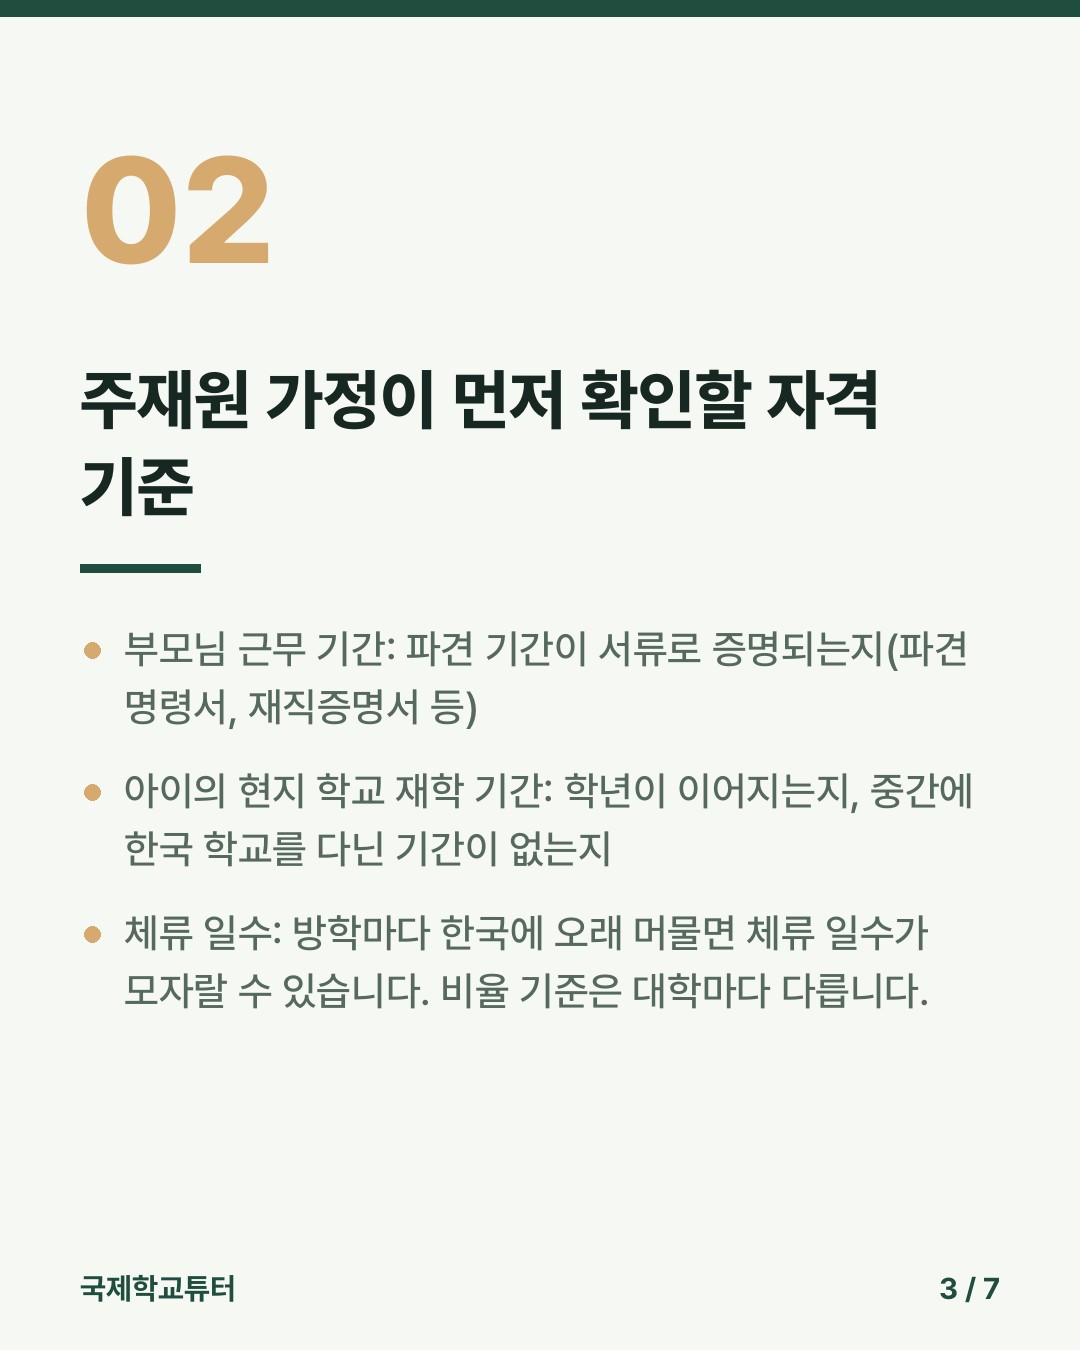 02
주재원 가정이 먼저 확인할 자격
기준
부모님 근무 기간: 파견 기간이 서류로 증명되는지(파견
명령서, 재직증명서 등)
아이의 현지 학교 재학 기간: 학년이 이어지는지, 중간에
한국 학교를 다닌 기간이 없는지
체류 일수: 방학마다 한국에 오래 머물면 체류 일수가
모자랄 수 있습니다. 비율 기준은 대학마다 다릅니다.
국제학교튜터
3 / 7